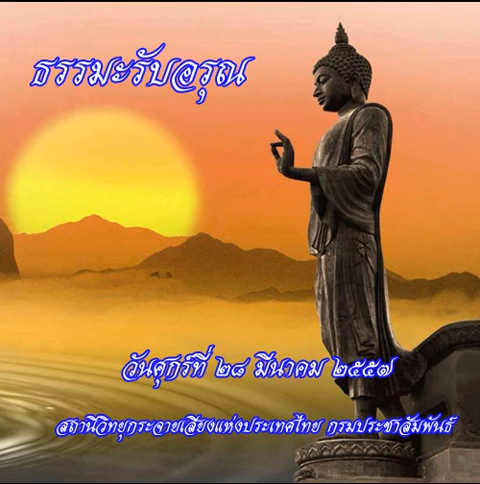 ธรรมะรับอรุณ
วันศุกร์ที่ ๒๘ มีนาคม ๒๕๕๗
สถานีวิทยุกระจายเสียงแห่งประเทศไทย กรมประชาสัมพันธ์